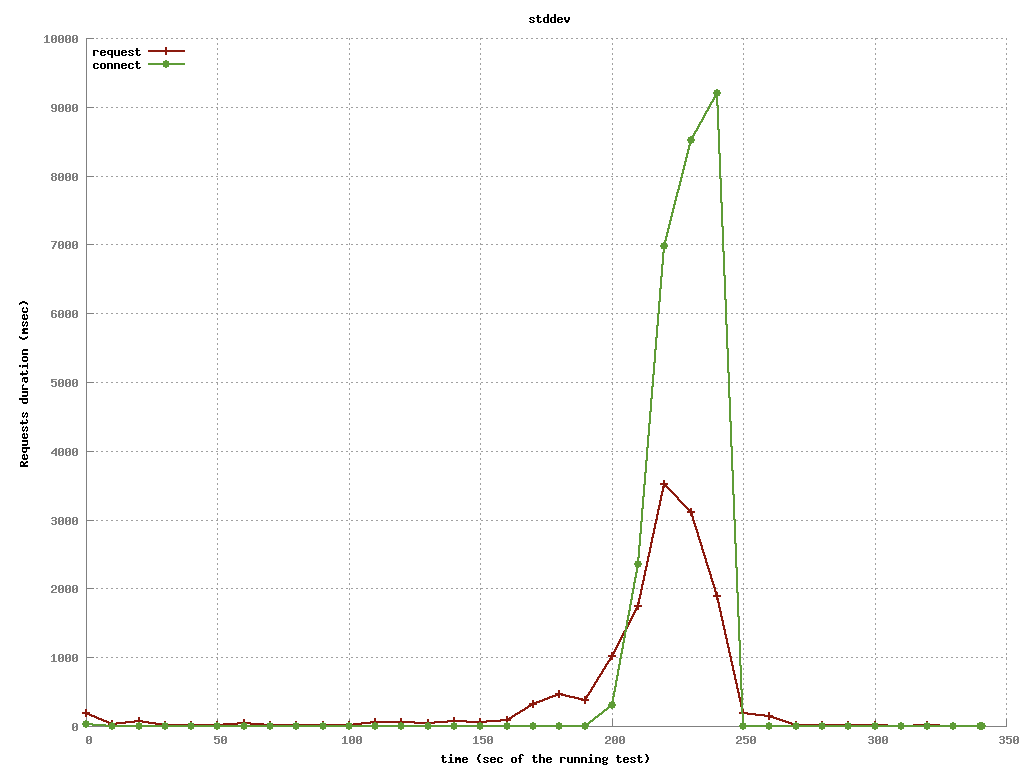 stddev
10000
9000
8000
7000
6000
5000
4000
3000
2000
1000
0
request
connect
Requests duration (msec)
0 50 100 150 200 250 300 350
time (sec of the running test)